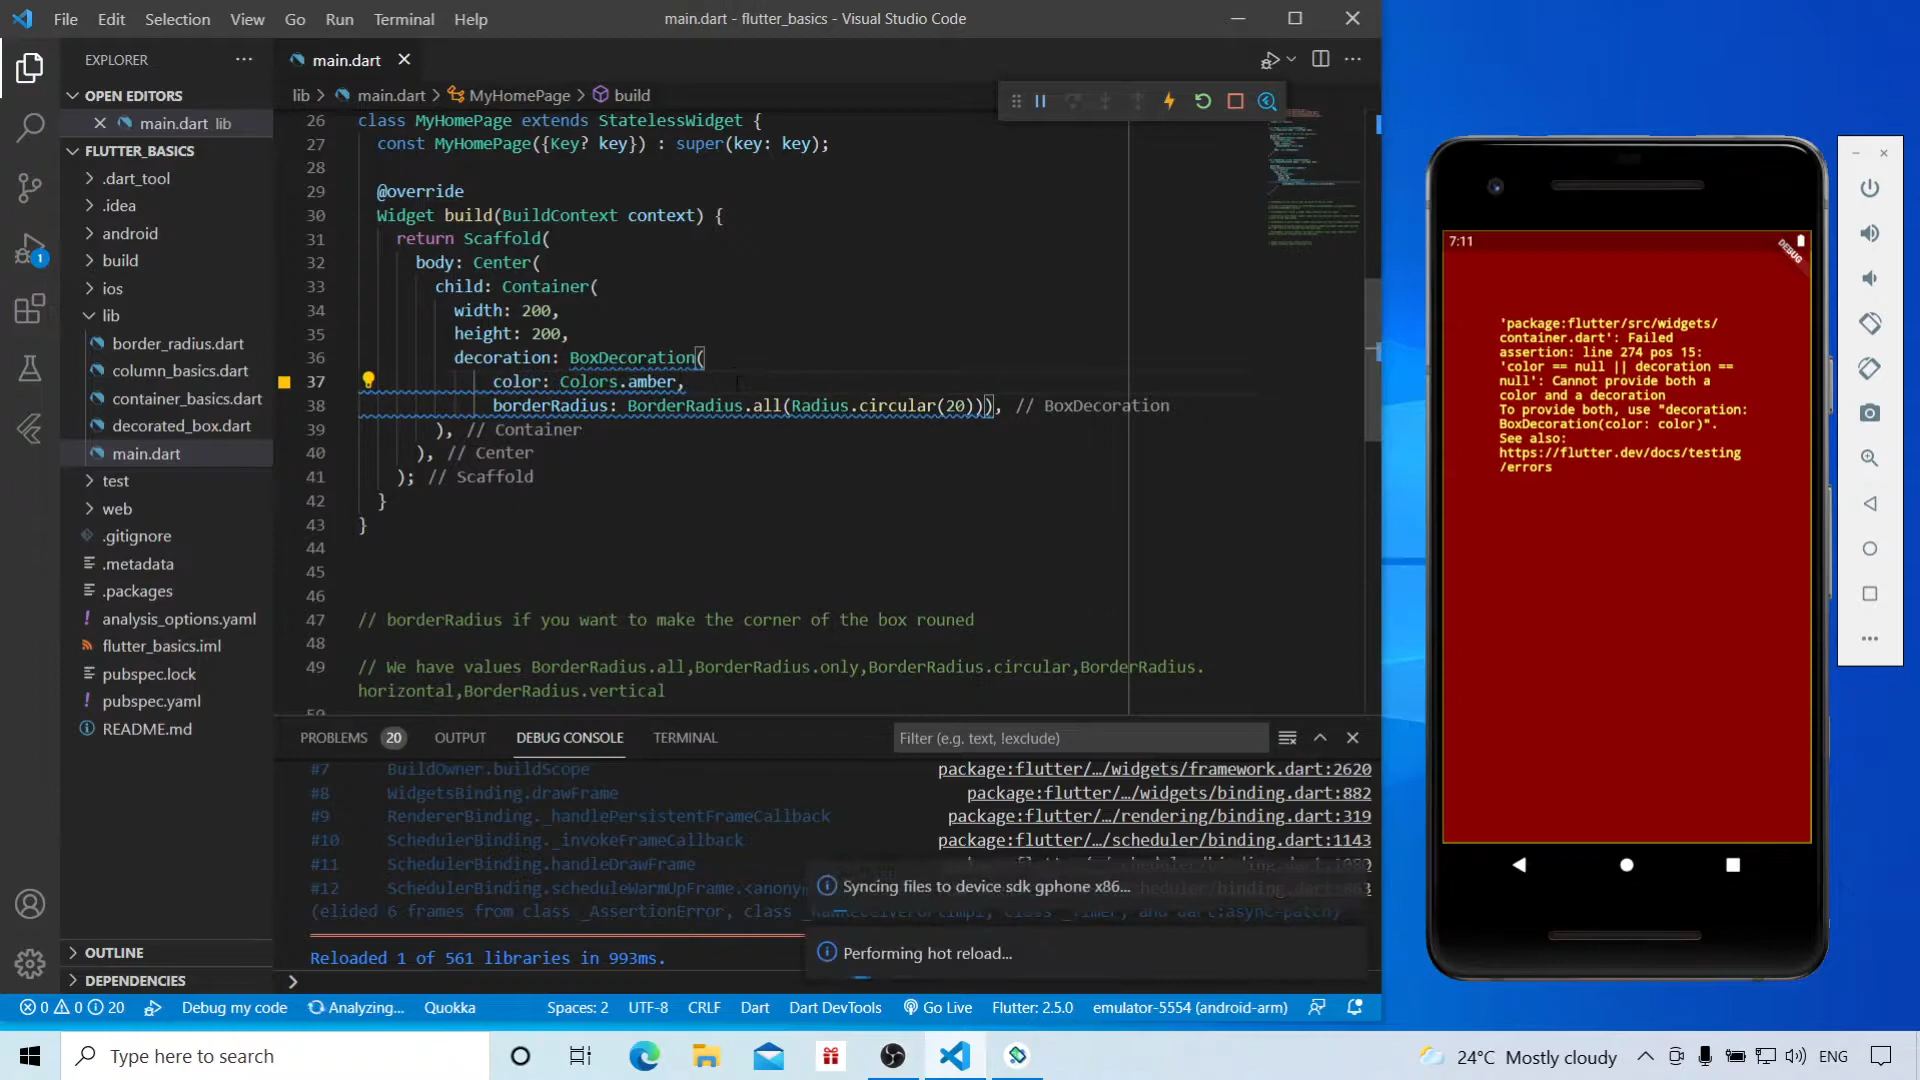 File Edit Selection View Go Run Terminal Help
main.dart - flutter_basics - Visual Studio Code
EXPLORER
OPEN EDITORS
main.dart lib
FLUTTER_BASICS
.dart_tool
.idea
android
build
ios
lib
border_radius.dart
column_basics.dart
container_basics.dart
decorated_box.dart
main.dart
test
web
.gitignore
.metadata
.packages
analysis_options.yaml
flutter_basics.iml
pubspec.lock
pubspec.yaml
README.md
OUTLINE
DEPENDENCIES
1
main.dart
lib > main.dart > MyHomePage > build
26 class MyHomePage extends StatelessWidget {
27 const MyHomePage({Key? key}) : super(key: key);
28
29 @override
30 Widget build(BuildContext context) {
31 return Scaffold(
32 body: Center(
33 child: Container(
34 width: 200,
35 height: 200,
36 decoration: BoxDecoration(
37 color: Colors.amber,
38 borderRadius: BorderRadius.all(Radius.circular(20))), // BoxDecoration
39 ), // Container
40 ), // Center
41 ); // Scaffold
42 }
43 }
44
45
46
47 // borderRadius if you want to make the corner of the box rouned
48
49 // We have values BorderRadius.all,BorderRadius.only,BorderRadius.circular,BorderRadius.
horizontal,BorderRadius.vertical
PROBLEMS 20 OUTPUT DEBUG CONSOLE TERMINAL
Filter (e.g. text, !exclude)
#7 BuildOwner.buildScope package:flutter/…/widgets/framework.dart:2620
#8 WidgetsBinding.drawFrame package:flutter/…/widgets/binding.dart:882
#9 RendererBinding._handlePersistentFrameCallback package:flutter/…/rendering/binding.dart:319
#10 SchedulerBinding._invokeFrameCallback package:flutter/…/scheduler/binding.dart:1143
#11 SchedulerBinding.handleDrawFrame
#12 SchedulerBinding.scheduleWarmUpFrame.<anony
(elided 6 frames from class _AssertionError, class
Reloaded 1 of 561 libraries in 993ms.
Syncing files to device sdk gphone x86...
Performing hot reload...
0 0 20 Debug my code Analyzing... Quokka Spaces: 2 UTF-8 CRLF Dart Dart DevTools Go Live Flutter: 2.5.0 emulator-5554 (android-arm)
Type here to search
24°C Mostly cloudy ENG
7:11
DEBUG
'package:flutter/src/widgets/
container.dart': Failed
assertion: line 274 pos 15:
'color == null || decoration ==
null': Cannot provide both a
color and a decoration
To provide both, use "decoration:
BoxDecoration(color: color)".
See also:
https://flutter.dev/docs/testing
/errors